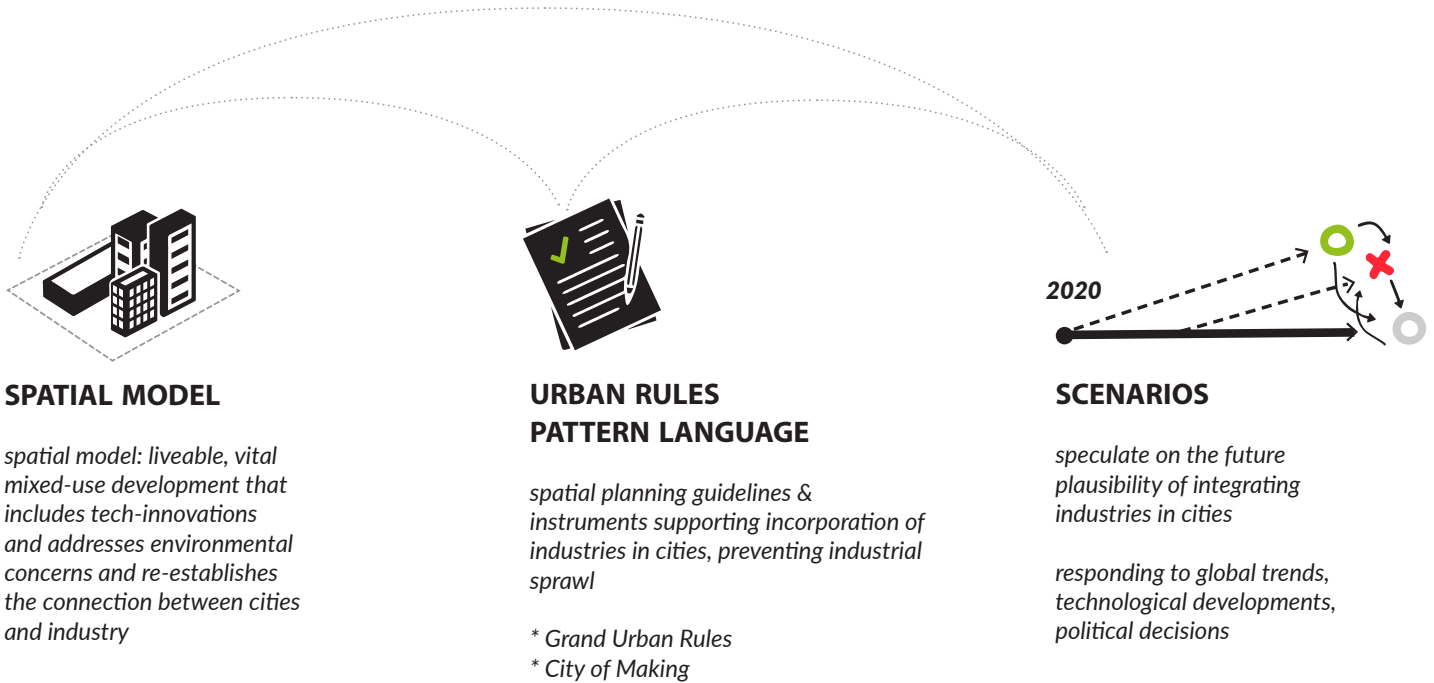 SPATIAL MODEL
spatial model: liveable, vital
mixed-use development that
includes tech-innovations
and addresses environmental
concerns and re-establishes
the connection between cities
and industry
URBAN RULES
PATTERN LANGUAGE
spatial planning guidelines &
instruments supporting incorporation of
industries in cities, preventing industrial
sprawl
* Grand Urban Rules
* City of Making
2020
SCENARIOS
speculate on the future
plausibility of integrating
industries in cities
responding to global trends,
technological developments,
political decisions